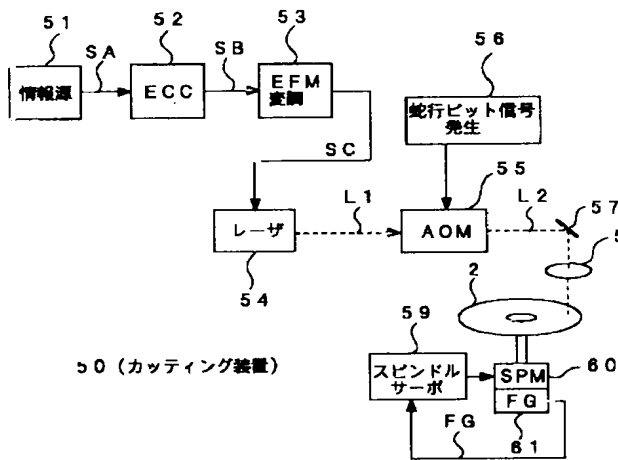 51
SA
52
SB
53
情報源
ECC
EFM
変調
56
蛇行ピット信号
発生
SC
55
L1
L2
57
レーザ
AOM
5
54
2
59
50 (カッティング装置)
スピンドル
サーボ
SPM
60
FG
FG
61